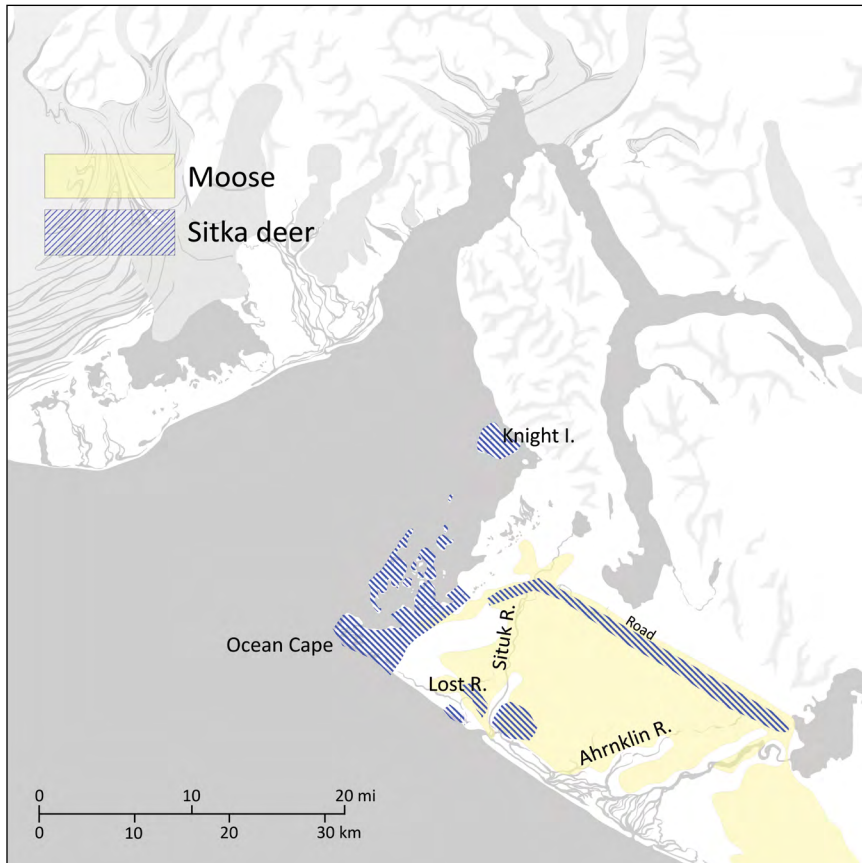 Moose
Sitka deer
Knight I.
Road
Situk R.
Ocean Cape
Lost R.
Ahrnklin R.
0 10 20 mi
0 10 20 30 km